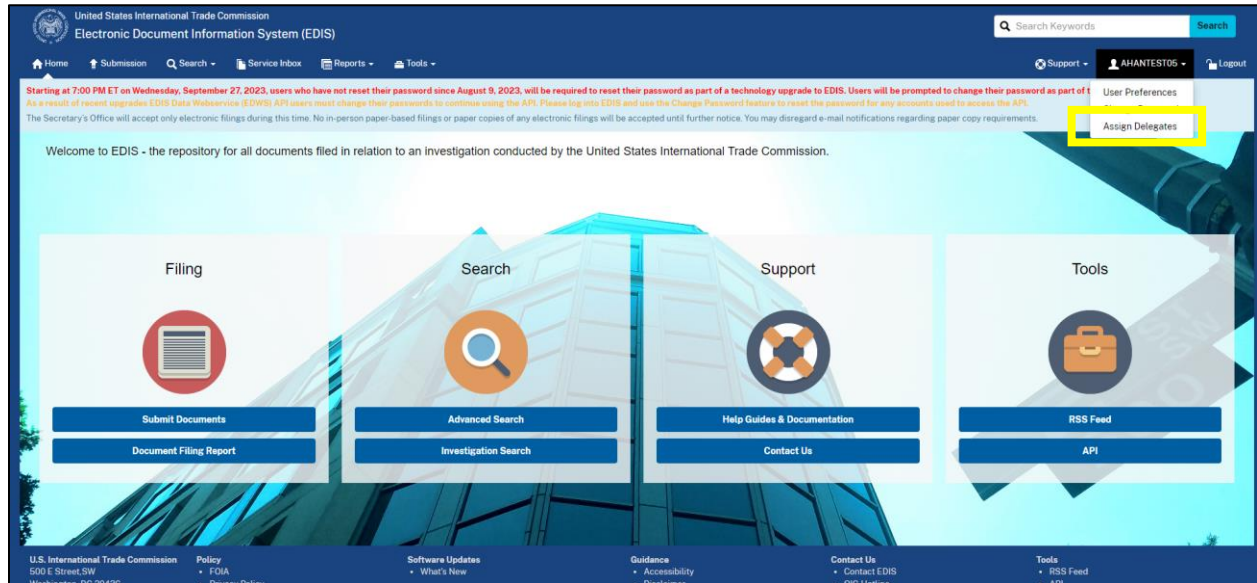 United States International Trade Commission
Electronic Document Information System (EDIS)
Search Keywords
Search
Home
Submission
Search
Service Inbox
Reports
Tools
Support
AHANTEST05
Logout
Starting at 7:00 PM ET on Wednesday, September 27, 2023, users who have not reset their password since August 9, 2023, will be required to reset their password as part of a technology upgrade to EDIS. Users will be prompted to change their password as part of t
As a result of recent upgrades EDIS Data Webservice (EDWS) API users must change their passwords to continue using the API. Please log into EDIS and use the Change Password feature to reset the password for any accounts used to access the API.
The Secretary's Office will accept only electronic filings during this time. No in-person paper-based filings or paper copies of any electronic filings will be accepted until further notice. You may disregard e-mail notifications regarding paper copy requirements.
User Preferences
Assign Delegates
Welcome to EDIS - the repository for all documents filed in relation to an investigation conducted by the United States International Trade Commission.
Filing
Search
Support
Tools
Submit Documents
Advanced Search
Help Guides & Documentation
RSS Feed
Document Filing Report
Investigation Search
Contact Us
API
U.S. International Trade Commission
Policy
Software Updates
Guidance
Contact Us
Tools
500 E Street,SW
• FOIA
• What's New
• Accessibility
• Contact EDIS
• RSS Feed